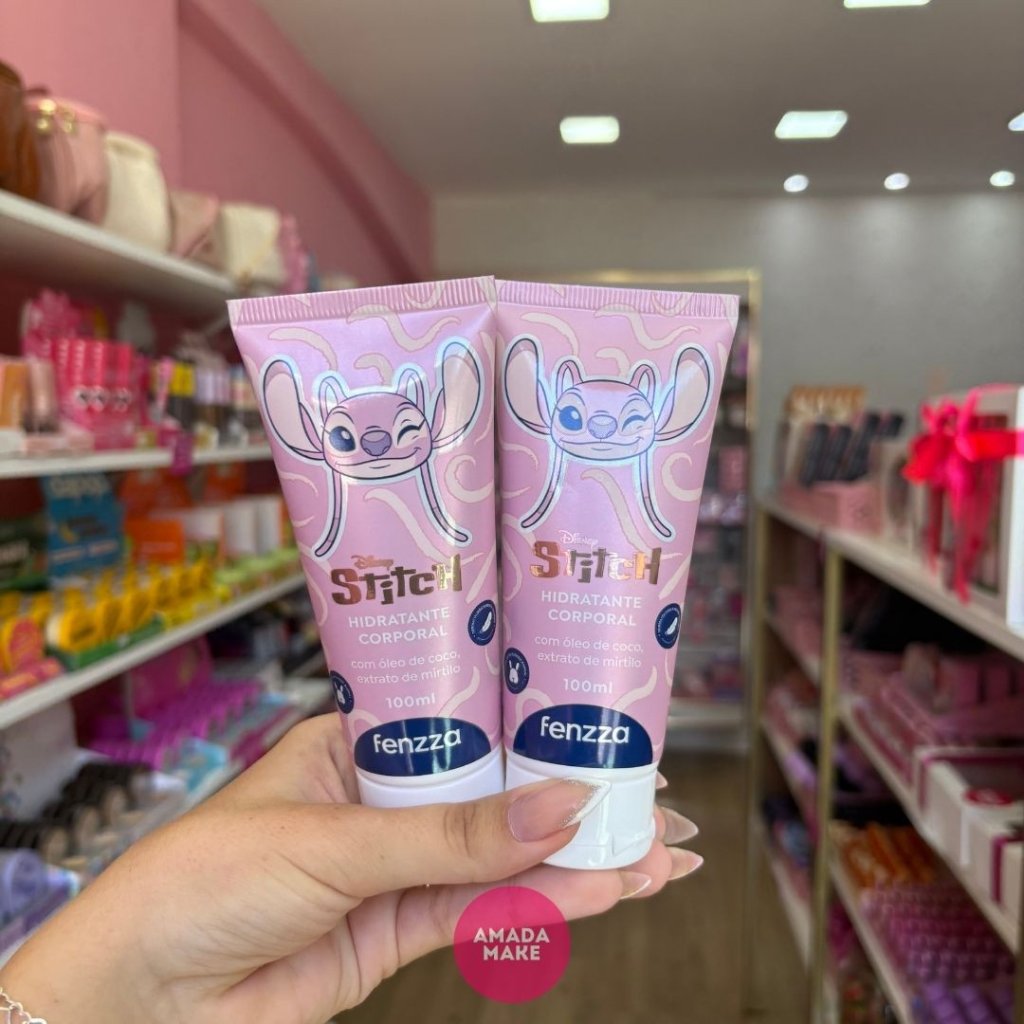 Disney
Stitch
HIDRATANTE
CORPORAL
com óleo de coco,
extrato de mirtilo
100ml
fenzza
Disney
Stitch
HIDRATANTE
CORPORAL
com óleo de coco,
extrato de mirtilo
100ml
fenzza
AMADA
MAKE